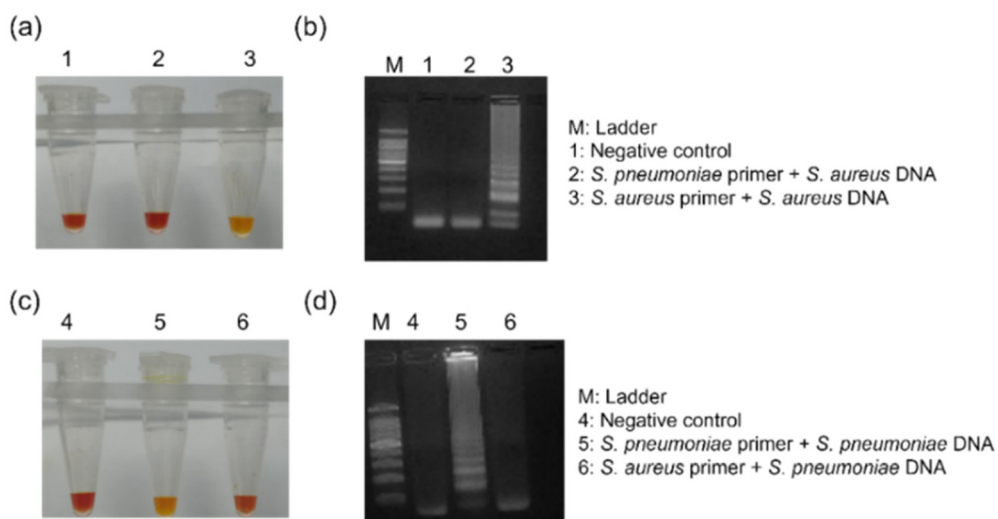 (a)
1 2 3
(b)
M 1 2 3
M: Ladder
1: Negative control
2: S. pneumoniae primer + S. aureus DNA
3: S. aureus primer + S. aureus DNA
(c)
4 5 6
(d)
M 4 5 6
M: Ladder
4: Negative control
5: S. pneumoniae primer + S. pneumoniae DNA
6: S. aureus primer + S. pneumoniae DNA